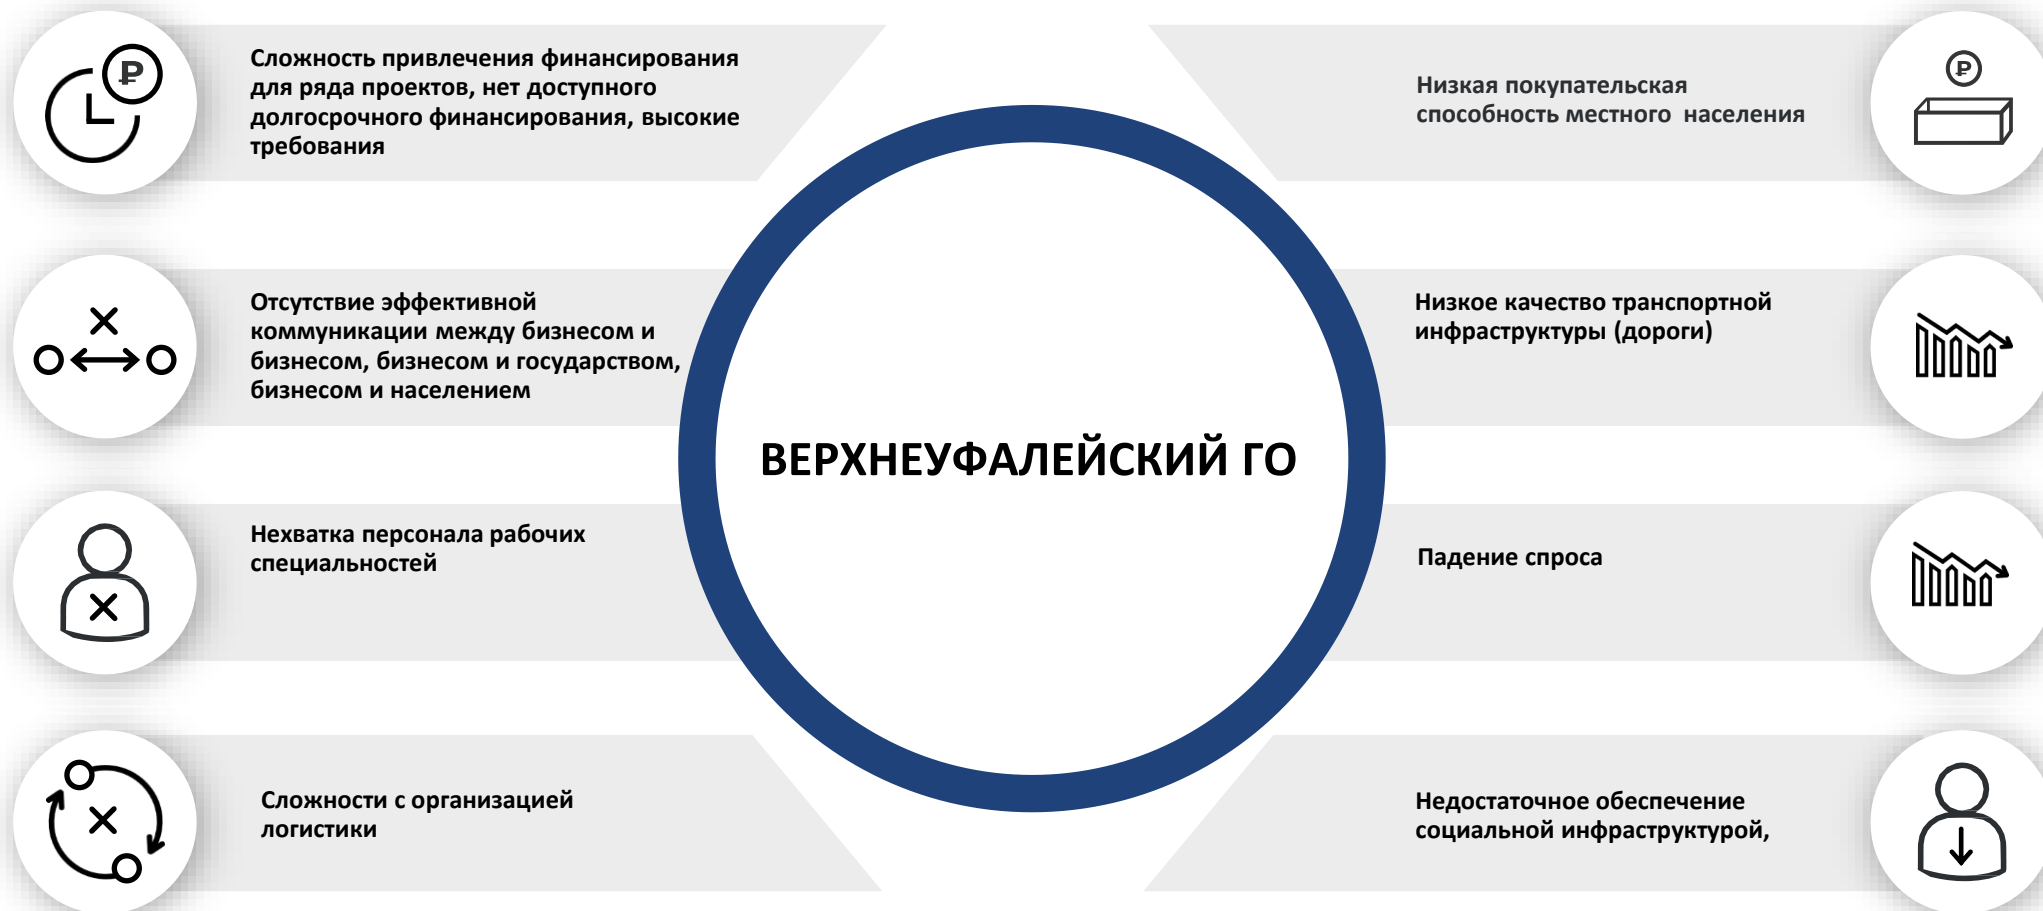 Сложность привлечения финансирования
для ряда проектов, нет доступного
долгосрочного финансирования, высокие
требования
Отсутствие эффективной
коммуникации между бизнесом и
бизнесом, бизнесом и государством,
бизнесом и населением
Нехватка персонала рабочих
специальностей
Сложности с организацией
логистики
ВЕРХНЕУФАЛЕЙСКИЙ ГО
Низкая покупательская
способность местного населения
Низкое качество транспортной
инфраструктуры (дороги)
Падение спроса
Недостаточное обеспечение
социальной инфраструктурой,